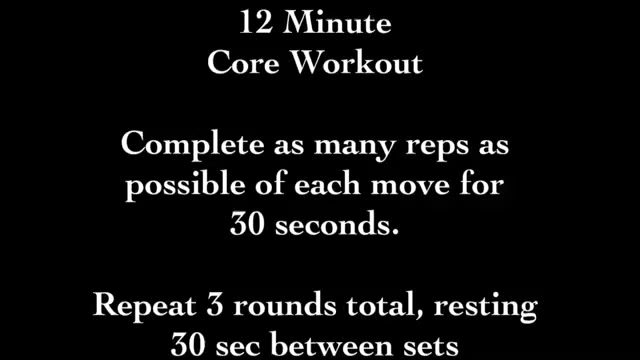 12 Minute
Core Workout
Complete as many reps as
possible of each move for
30 seconds.
Repeat 3 rounds total, resting
30 sec between sets